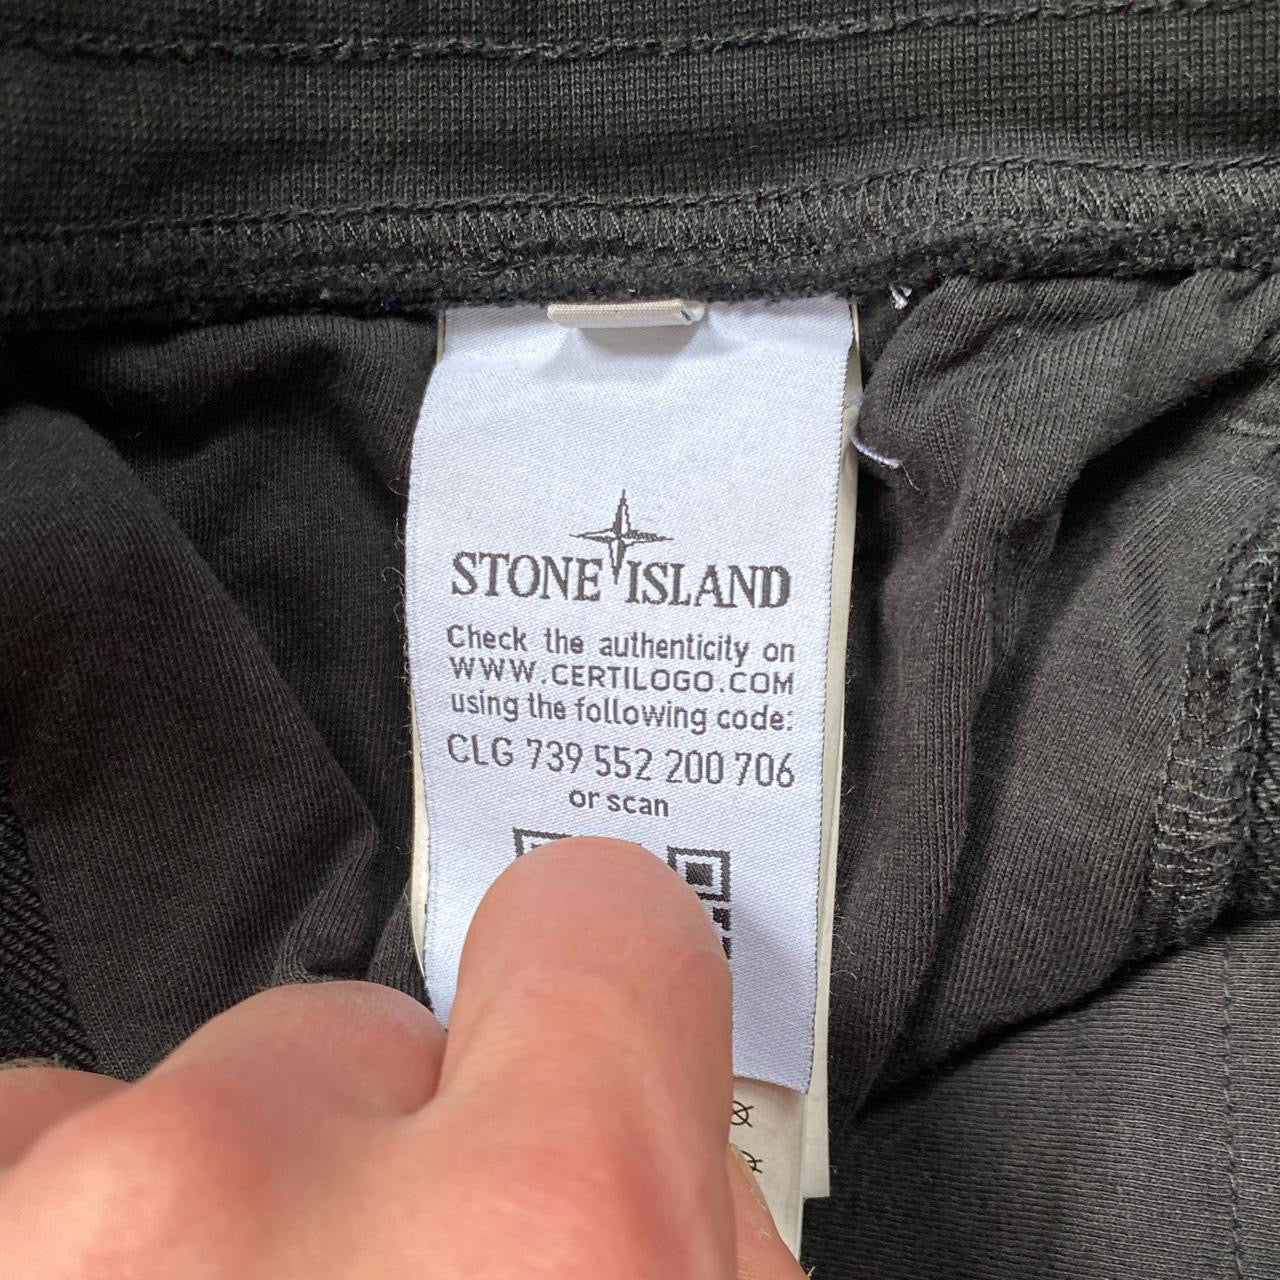 STONE ISLAND
Check the authenticity on
WWW.CERTILOGO.COM
using the following code:
CLG 739 552 200 706
or scan